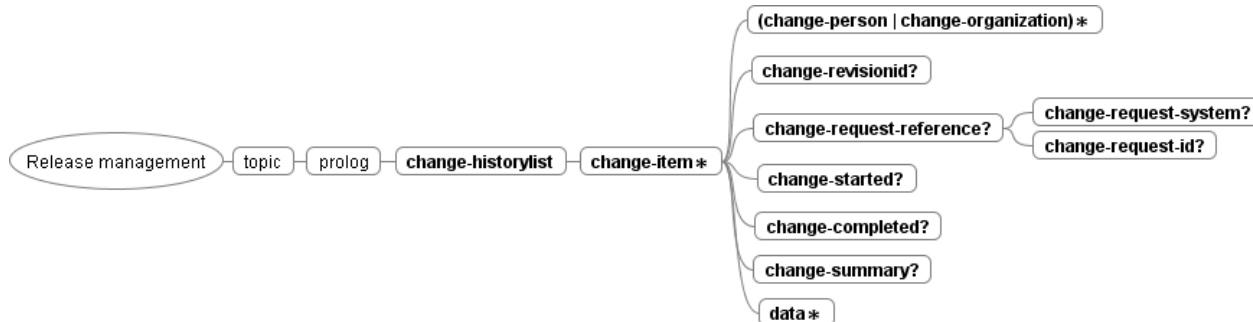 (change-person | change-organization)*
change-revisionid?
change-request-system?
change-request-reference?
change-request-id?
Release management
topic
prolog
change-historylist
change-item*
change-started?
change-completed?
change-summary?
data*